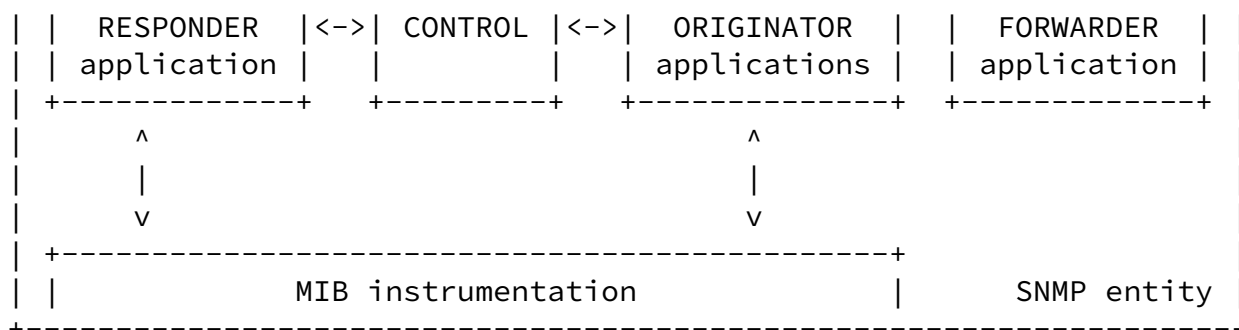 | | RESPONDER |<->| CONTROL |<->| ORIGINATOR | | FORWARDER | |
| | application | | | | applications | | application | |
| +-------------+ +---------+ +--------------+ +-------------+ |
| ^ ^ |
| | | |
| v v |
| +----------------------------------------------+ |
| | MIB instrumentation | SNMP entity |
+--------------------------------------------------------------------+